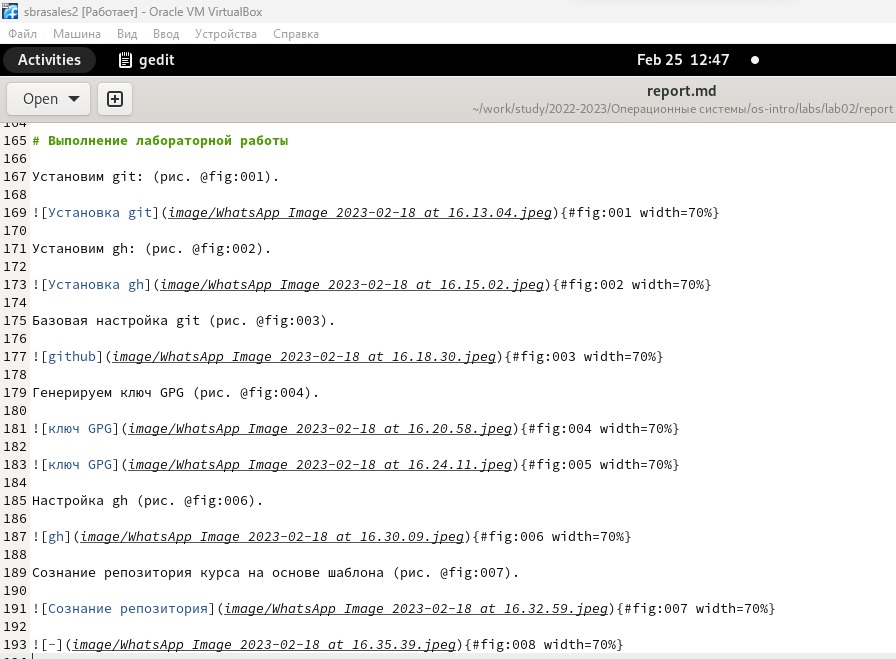 sbrasales2 [Работает] - Oracle VM VirtualBox
Файл Машина Вид Ввод Устройства Справка
Activities gedit Feb 25 12:47
Open report.md
~/work/study/2022-2023/Операционные системы/os-intro/labs/lab02/report
164
165 # Выполнение лабораторной работы
166
167 Установим git: (рис. @fig:001).
168
169 ![Установка git](image/WhatsApp Image 2023-02-18 at 16.13.04.jpeg){#fig:001 width=70%}
170
171 Установим gh: (рис. @fig:002).
172
173 ![Установка gh](image/WhatsApp Image 2023-02-18 at 16.15.02.jpeg){#fig:002 width=70%}
174
175 Базовая настройка git (рис. @fig:003).
176
177 ![github](image/WhatsApp Image 2023-02-18 at 16.18.30.jpeg){#fig:003 width=70%}
178
179 Генерируем ключ GPG (рис. @fig:004).
180
181 ![ключ GPG](image/WhatsApp Image 2023-02-18 at 16.20.58.jpeg){#fig:004 width=70%}
182
183 ![ключ GPG](image/WhatsApp Image 2023-02-18 at 16.24.11.jpeg){#fig:005 width=70%}
184
185 Настройка gh (рис. @fig:006).
186
187 ![gh](image/WhatsApp Image 2023-02-18 at 16.30.09.jpeg){#fig:006 width=70%}
188
189 Сознание репозитория курса на основе шаблона (рис. @fig:007).
190
191 ![Сознание репозитория](image/WhatsApp Image 2023-02-18 at 16.32.59.jpeg){#fig:007 width=70%}
192
193 ![-](image/WhatsApp Image 2023-02-18 at 16.35.39.jpeg){#fig:008 width=70%}